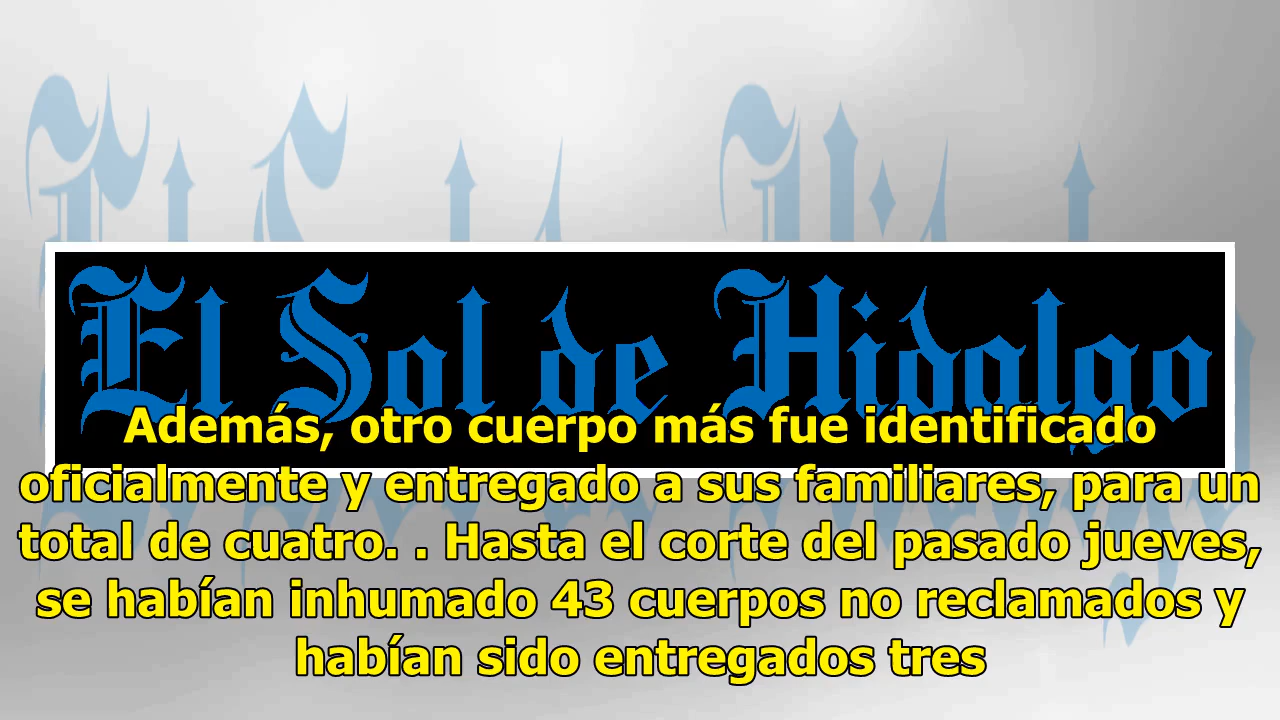 El Sol de Hidalgo
Además, otro cuerpo más fue identificado
oficialmente y entregado a sus familiares, para un
total de cuatro. . Hasta el corte del pasado jueves,
se habían inhumado 43 cuerpos no reclamados y
habían sido entregados tres